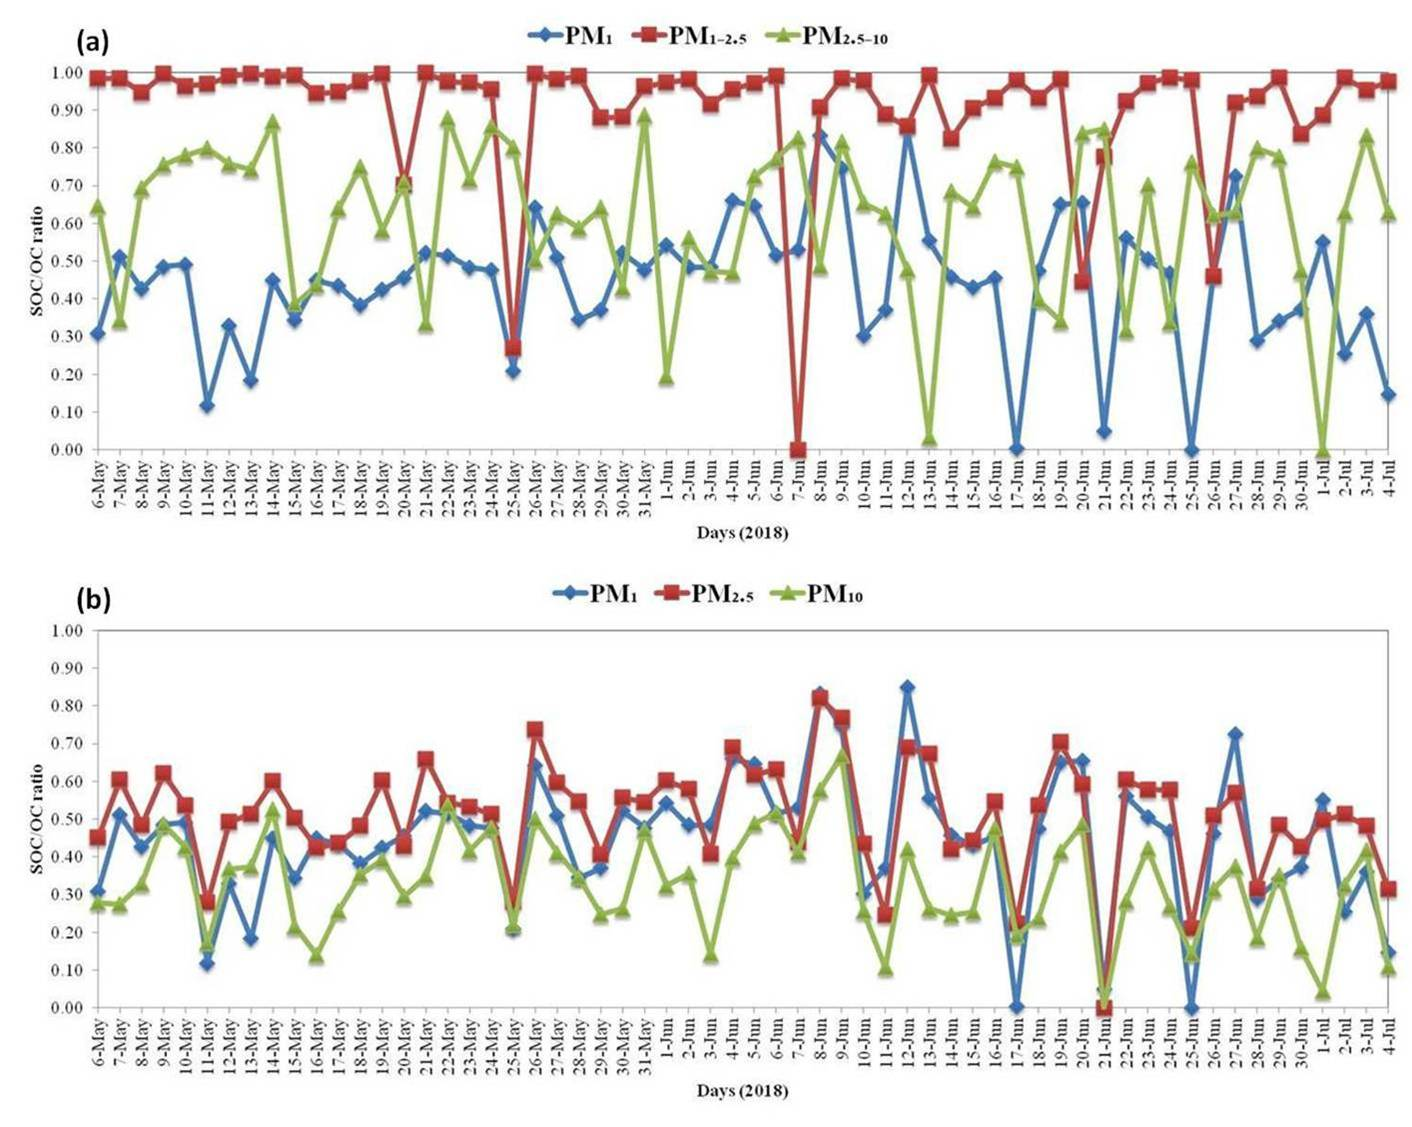 (a)
PM1 PM1-2.5 PM2.5-10
1.00
0.90
0.80
0.70
0.60
0.50
0.40
0.30
0.20
0.10
0.00
SOC/OC ratio
6-May 7-May 8-May 9-May 10-May 11-May 12-May 13-May 14-May 15-May 16-May 17-May 18-May 19-May 20-May 21-May 22-May 23-May 24-May 25-May 26-May 27-May 28-May 29-May 30-May 31-May 1-Jun 2-Jun 3-Jun 4-Jun 5-Jun 6-Jun 7-Jun 8-Jun 9-Jun 10-Jun 11-Jun 12-Jun 13-Jun 14-Jun 15-Jun 16-Jun 17-Jun 18-Jun 19-Jun 20-Jun 21-Jun 22-Jun 23-Jun 24-Jun 25-Jun 26-Jun 27-Jun 28-Jun 29-Jun 30-Jun 1-Jul 2-Jul 3-Jul 4-Jul
Days (2018)
(b)
PM1 PM2.5 PM10
1.00
0.90
0.80
0.70
0.60
0.50
0.40
0.30
0.20
0.10
0.00
SOC/OC ratio
6-May 7-May 8-May 9-May 10-May 11-May 12-May 13-May 14-May 15-May 16-May 17-May 18-May 19-May 20-May 21-May 22-May 23-May 24-May 25-May 26-May 27-May 28-May 29-May 30-May 31-May 1-Jun 2-Jun 3-Jun 4-Jun 5-Jun 6-Jun 7-Jun 8-Jun 9-Jun 10-Jun 11-Jun 12-Jun 13-Jun 14-Jun 15-Jun 16-Jun 17-Jun 18-Jun 19-Jun 20-Jun 21-Jun 22-Jun 23-Jun 24-Jun 25-Jun 26-Jun 27-Jun 28-Jun 29-Jun 30-Jun 1-Jul 2-Jul 3-Jul 4-Jul
Days (2018)